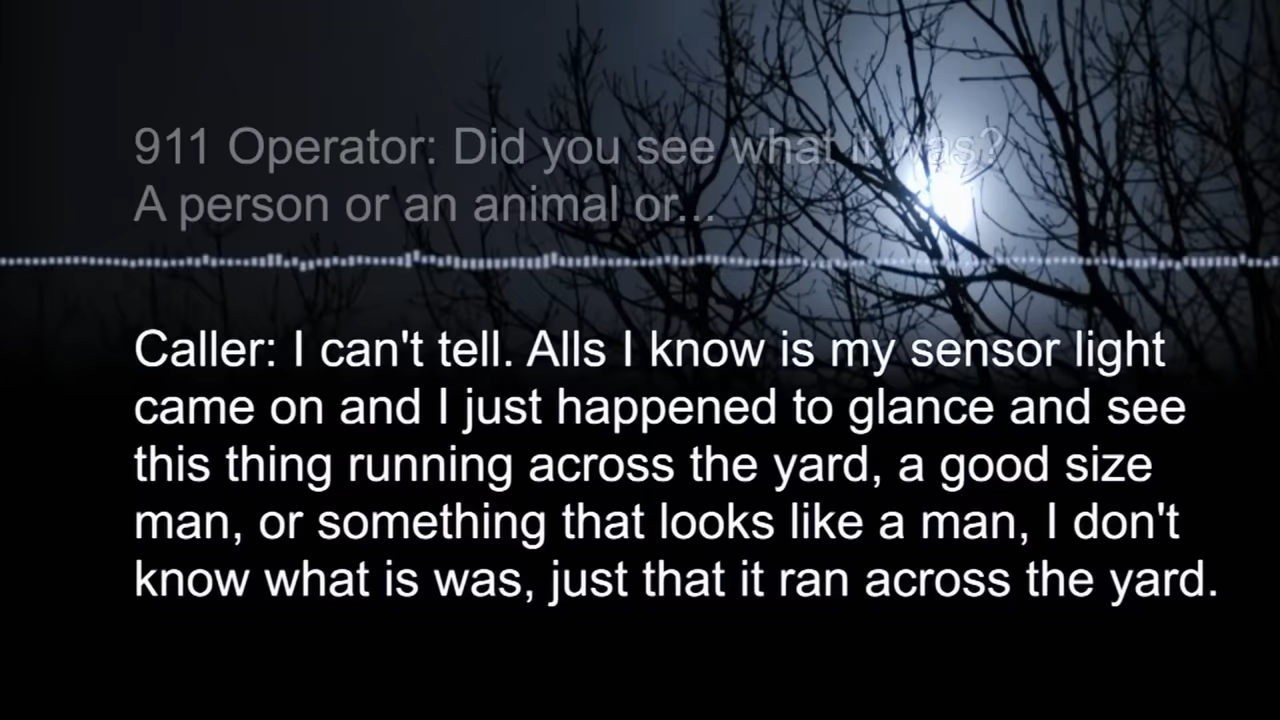 911 Operator: Did you see what it was?
A person or an animal or...
Caller: I can't tell. Alls I know is my sensor light
came on and I just happened to glance and see
this thing running across the yard, a good size
man, or something that looks like a man, I don't
know what is was, just that it ran across the yard.